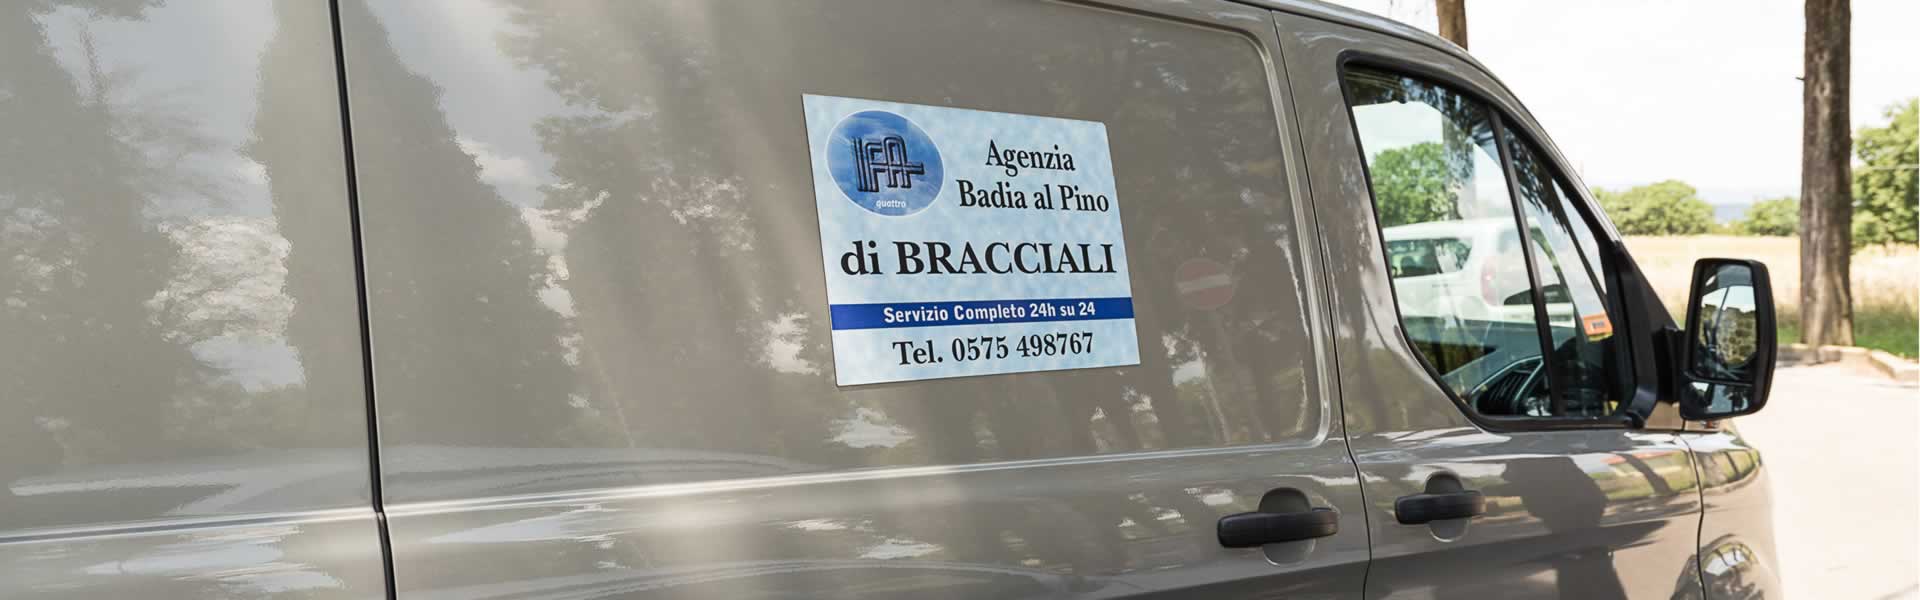 IFA
quattro
Agenzia
Badia al Pino
di BRACCIALI
Servizio Completo 24h su 24
Tel. 0575 498767